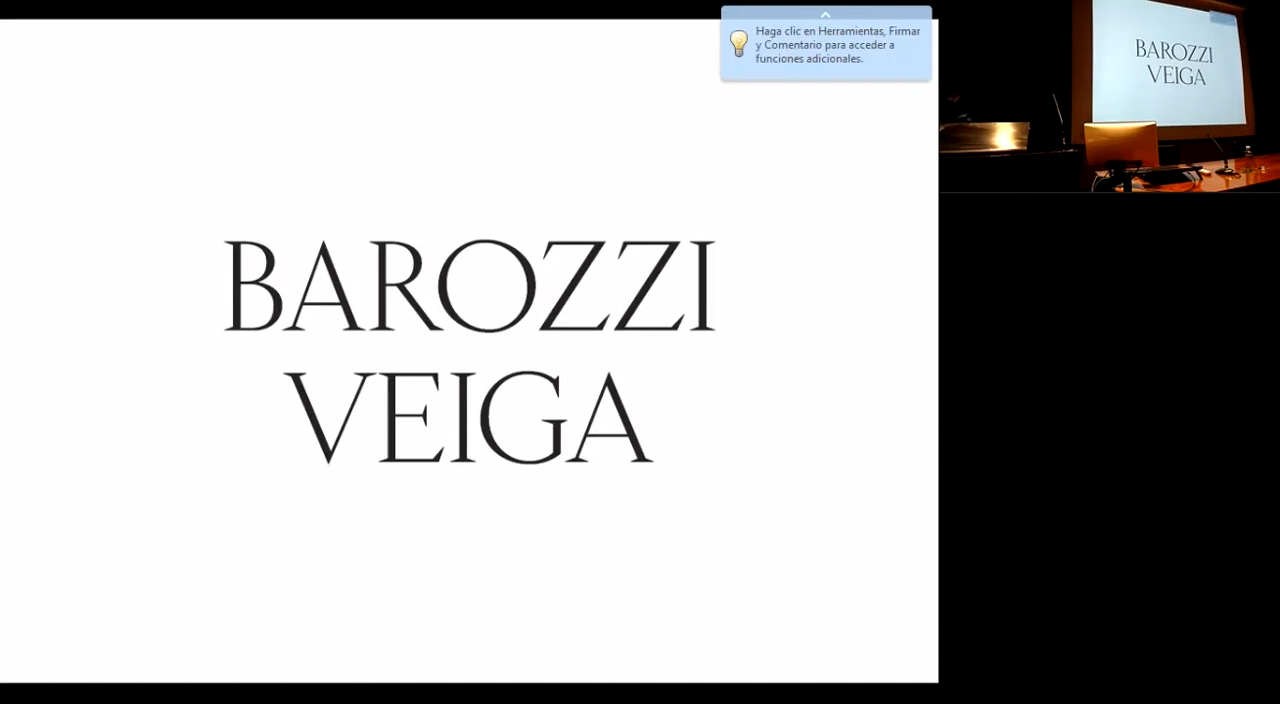 BAROZZI
VEIGA
Haga clic en Herramientas, Firmar
y Comentario para acceder a
funciones adicionales.
BAROZZI
VEIGA